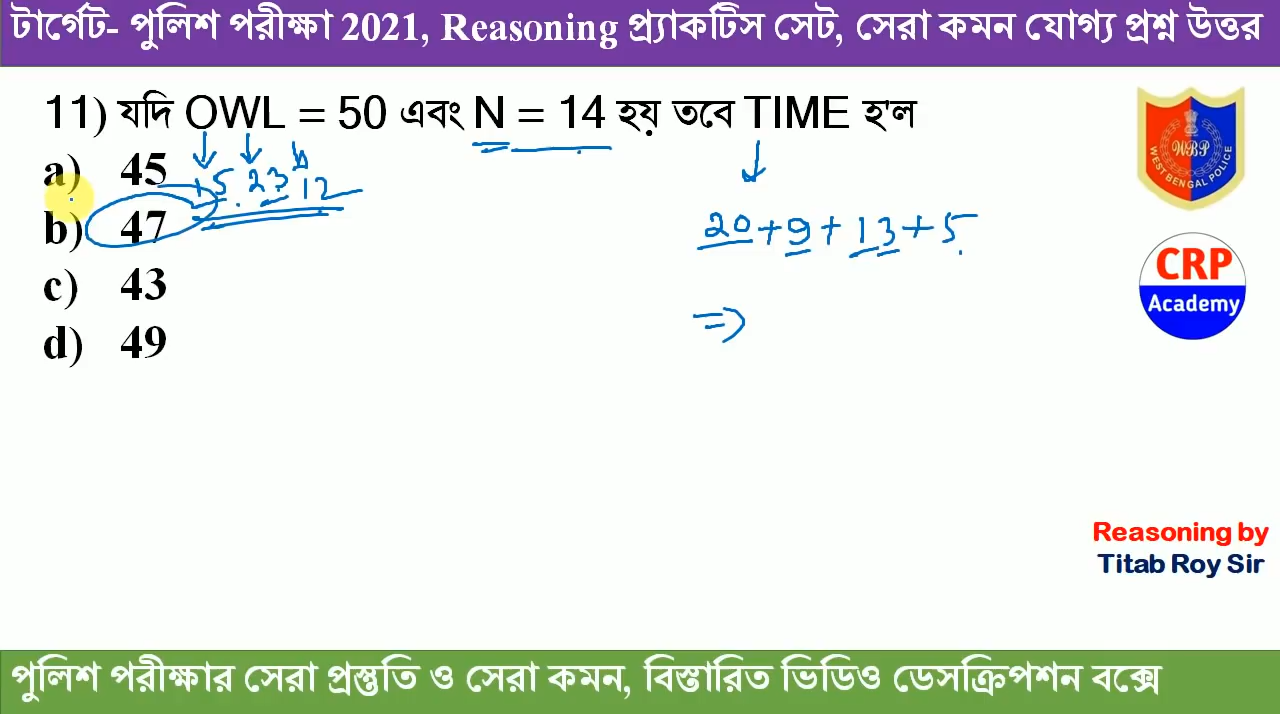 টার্গেট- পুলিশ পরীক্ষা 2021, Reasoning প্র্যাকটিস সেট, সেরা কমন যোগ্য প্রশ্ন উত্তর
11) যদি OWL = 50 এবং N = 14 হয় তবে TIME হ'ল
a) 45
15 23 12
b) 47
20+9+13+5
c) 43
=>
d) 49
WBP
WEST BENGAL POLICE
CRP
Academy
Reasoning by
Titab Roy Sir
পুলিশ পরীক্ষার সেরা প্রস্তুতি ও সেরা কমন, বিস্তারিত ভিডিও ডেসক্রিপশন বক্সে